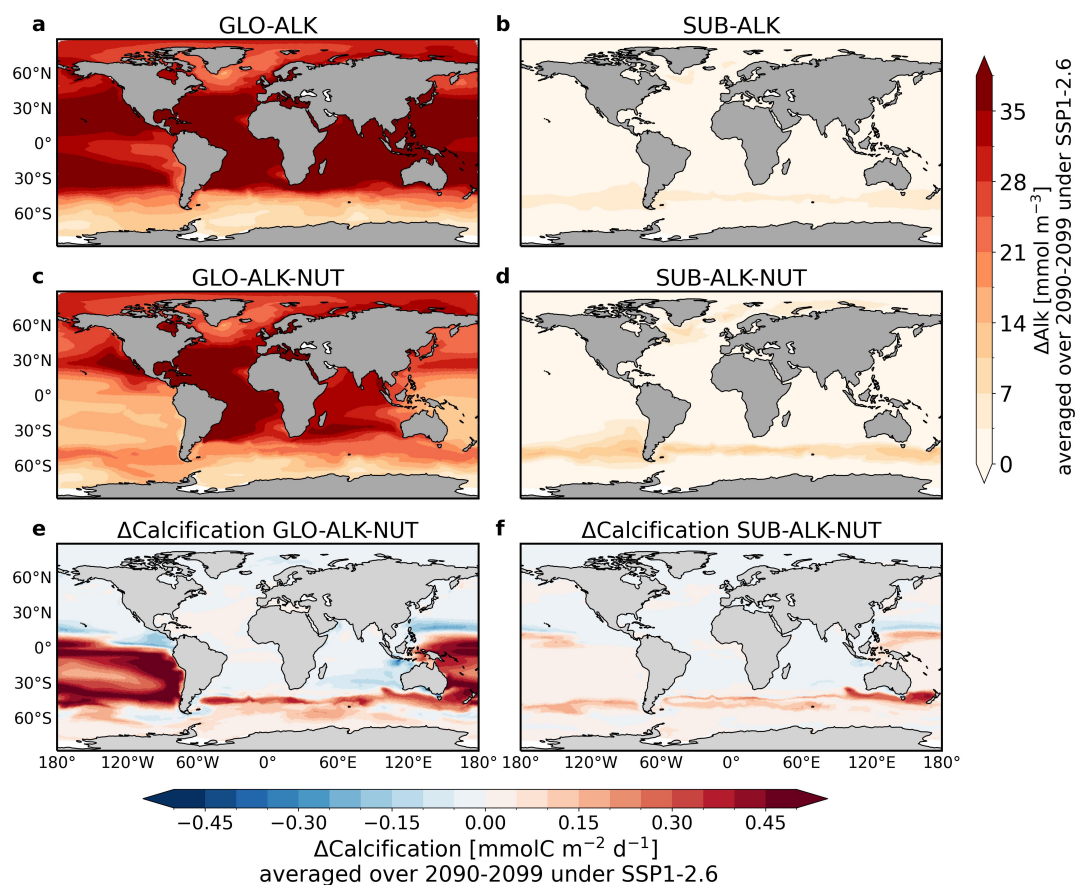 a GLO-ALK
b SUB-ALK
60°N
30°N
0°
30°S
60°S
c GLO-ALK-NUT
d SUB-ALK-NUT
60°N
30°N
0°
30°S
60°S
35
28
21
14
7
0
ΔAlk [mmol m⁻³]
averaged over 2090-2099 under SSP1-2.6
e ΔCalcification GLO-ALK-NUT
f ΔCalcification SUB-ALK-NUT
60°N
30°N
0°
30°S
60°S
180° 120°W 60°W 0° 60°E 120°E 180°
180° 120°W 60°W 0° 60°E 120°E 180°
−0.45 −0.30 −0.15 0.00 0.15 0.30 0.45
ΔCalcification [mmolC m⁻² d⁻¹]
averaged over 2090-2099 under SSP1-2.6